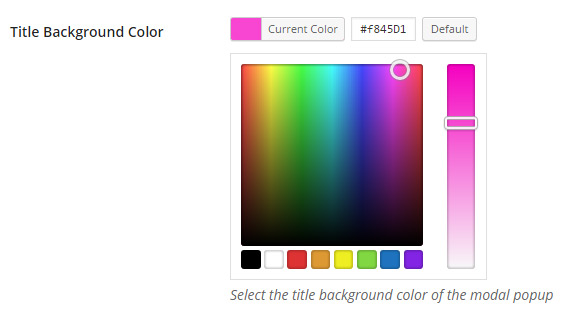 Title Background Color
Current Color
#f845D1
Default
Select the title background color of the modal popup